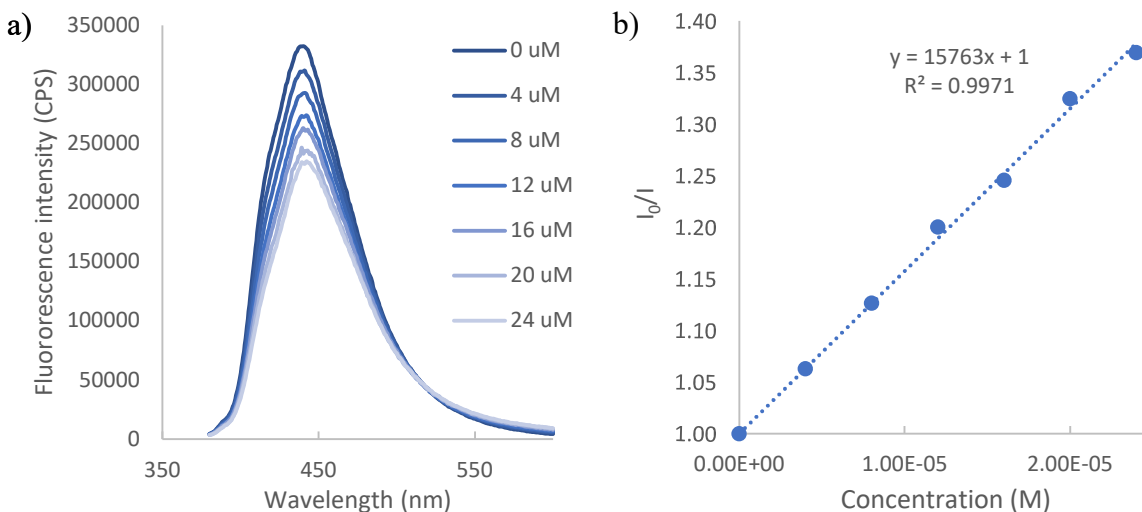 a)
Fluororescence intensity (CPS)
350000
300000
250000
200000
150000
100000
50000
0
350
450
550
Wavelength (nm)
0 uM
4 uM
8 uM
12 uM
16 uM
20 uM
24 uM
b)
I₀/I
1.40
1.35
1.30
1.25
1.20
1.15
1.10
1.05
1.00
y = 15763x + 1
R² = 0.9971
0.00E+00
1.00E-05
2.00E-05
Concentration (M)